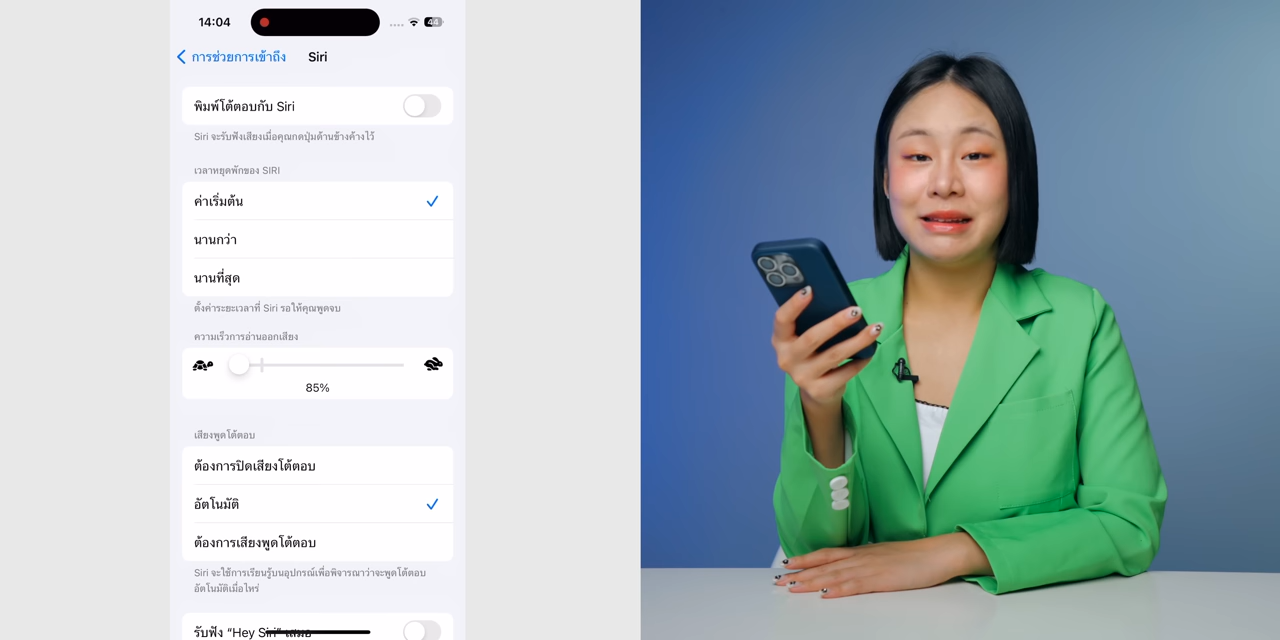 14:04
44
การช่วยการเข้าถึง Siri
พิมพ์โต้ตอบกับ Siri
Siri จะรับฟังเสียงเมื่อคุณกดปุ่มด้านข้างค้างไว้
เวลาหยุดพักของ SIRI
ค่าเริ่มต้น
นานกว่า
นานที่สุด
ตั้งค่าระยะเวลาที่ Siri รอให้คุณพูดจบ
ความเร็วการอ่านออกเสียง
85%
เสียงพูดโต้ตอบ
ต้องการปิดเสียงโต้ตอบ
อัตโนมัติ
ต้องการเสียงพูดโต้ตอบ
Siri จะใช้การเรียนรู้บนอุปกรณ์เพื่อพิจารณาว่าจะพูดโต้ตอบ
อัตโนมัติเมื่อไหร่
รับฟัง “Hey Siri” เสมอ